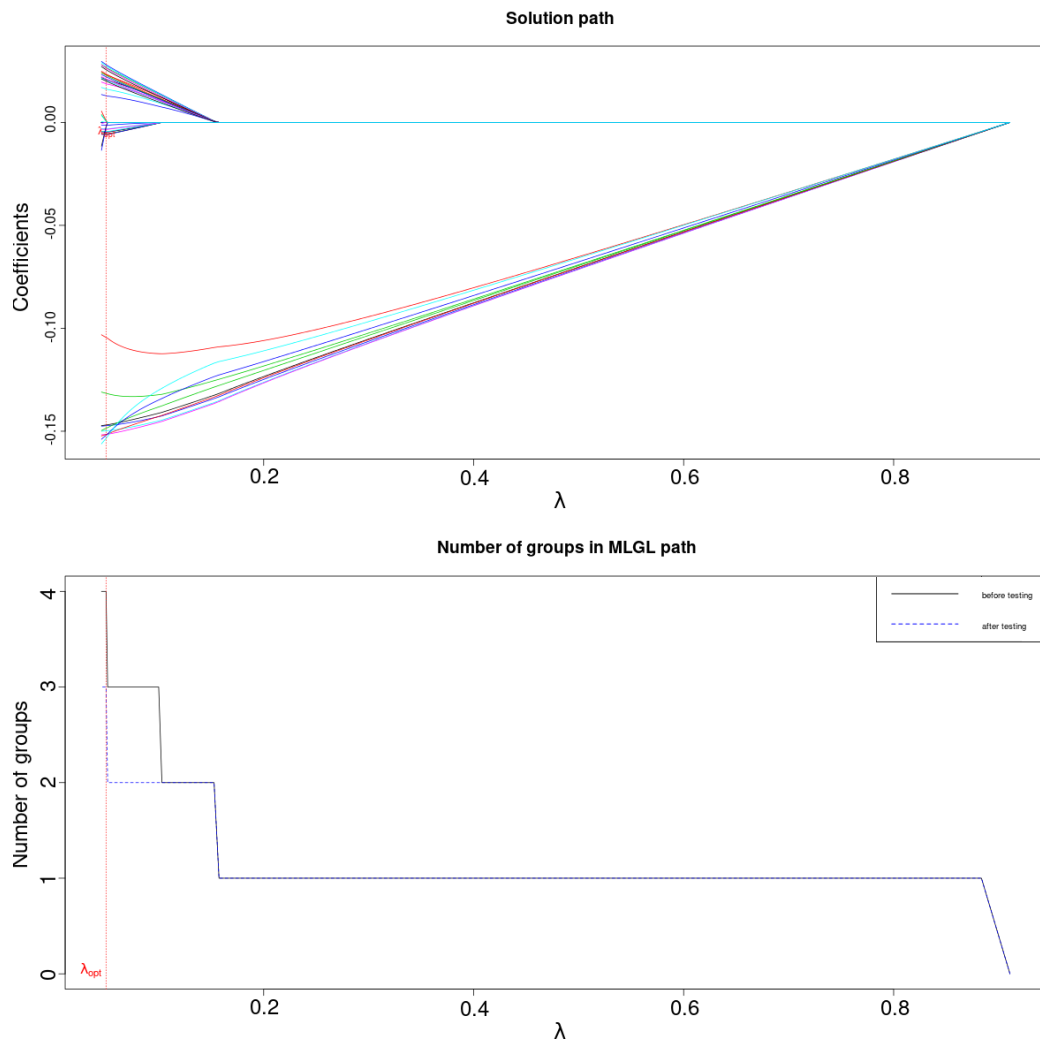 Solution path
Coefficients
0.00
-0.05
-0.10
-0.15
λopt
0.2
0.4
0.6
0.8
λ
Number of groups in MLGL path
Number of groups
4
3
2
1
0
before testing
after testing
λopt
0.2
0.4
0.6
0.8
λ